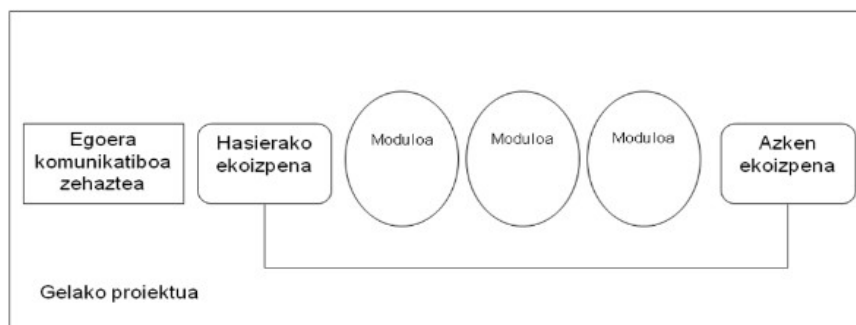 Egoera
komunikatiboa
zehaztea
Hasierako
ekoizpena
Moduloa
Moduloa
Moduloa
Azken
ekoizpena
Gelako proiektua